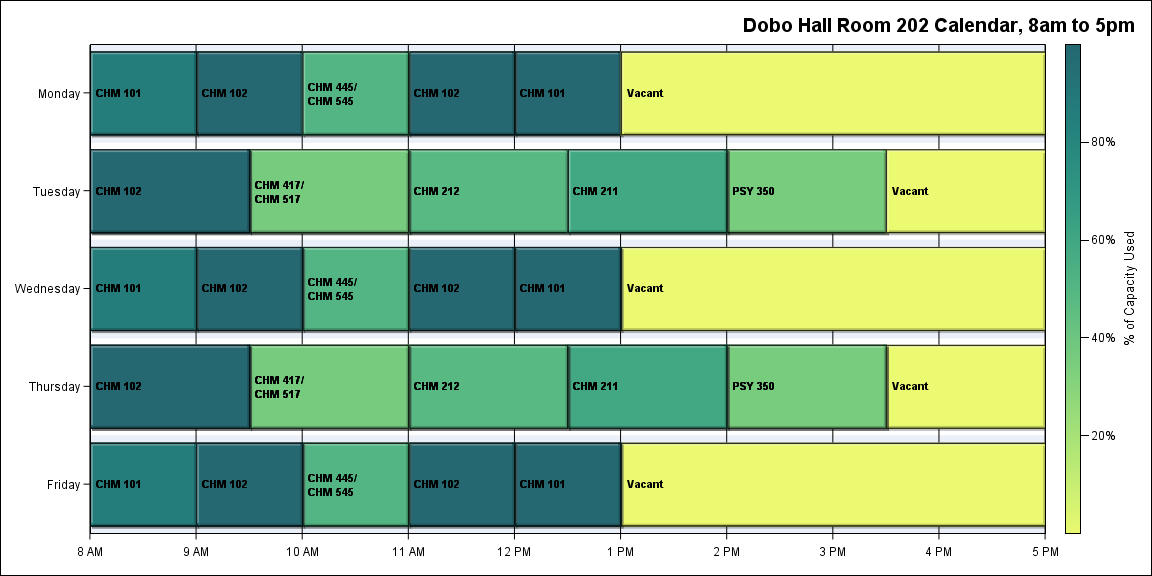 Dobo Hall Room 202 Calendar, 8am to 5pm
Monday
CHM 101
CHM 102
CHM 445/
CHM 545
CHM 102
CHM 101
Vacant
Tuesday
CHM 102
CHM 417/
CHM 517
CHM 212
CHM 211
PSY 350
Vacant
Wednesday
CHM 101
CHM 102
CHM 445/
CHM 545
CHM 102
CHM 101
Vacant
Thursday
CHM 102
CHM 417/
CHM 517
CHM 212
CHM 211
PSY 350
Vacant
Friday
CHM 101
CHM 102
CHM 445/
CHM 545
CHM 102
CHM 101
Vacant
8 AM
9 AM
10 AM
11 AM
12 PM
1 PM
2 PM
3 PM
4 PM
5 PM
80%
60%
40%
20%
% of Capacity Used